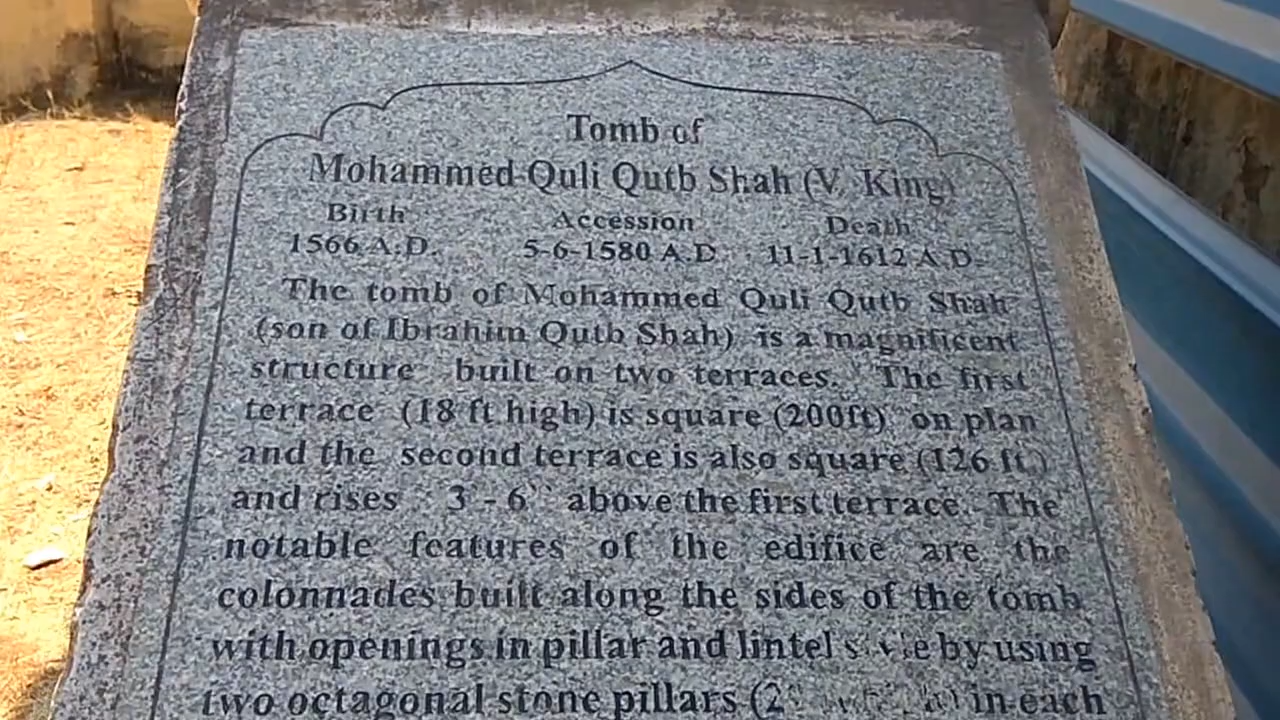 Tomb of
Mohammed Quli Qutb Shah (V. King)
Birth Accession Death
1566 A.D. 5-6-1580 A.D. 11-1-1612 A.D.
The tomb of Mohammed Quli Qutb Shah
(son of Ibrahim Qutb Shah) is a magnificent
structure built on two terraces. The first
terrace (18 ft high) is square (200ft) on plan
and the second terrace is also square (126 ft)
and rises 3 - 6" above the first terrace. The
notable features of the edifice are the
colonnades built along the sides of the tomb
with openings in pillar and lintel by using
two octagonal stone pillars in each